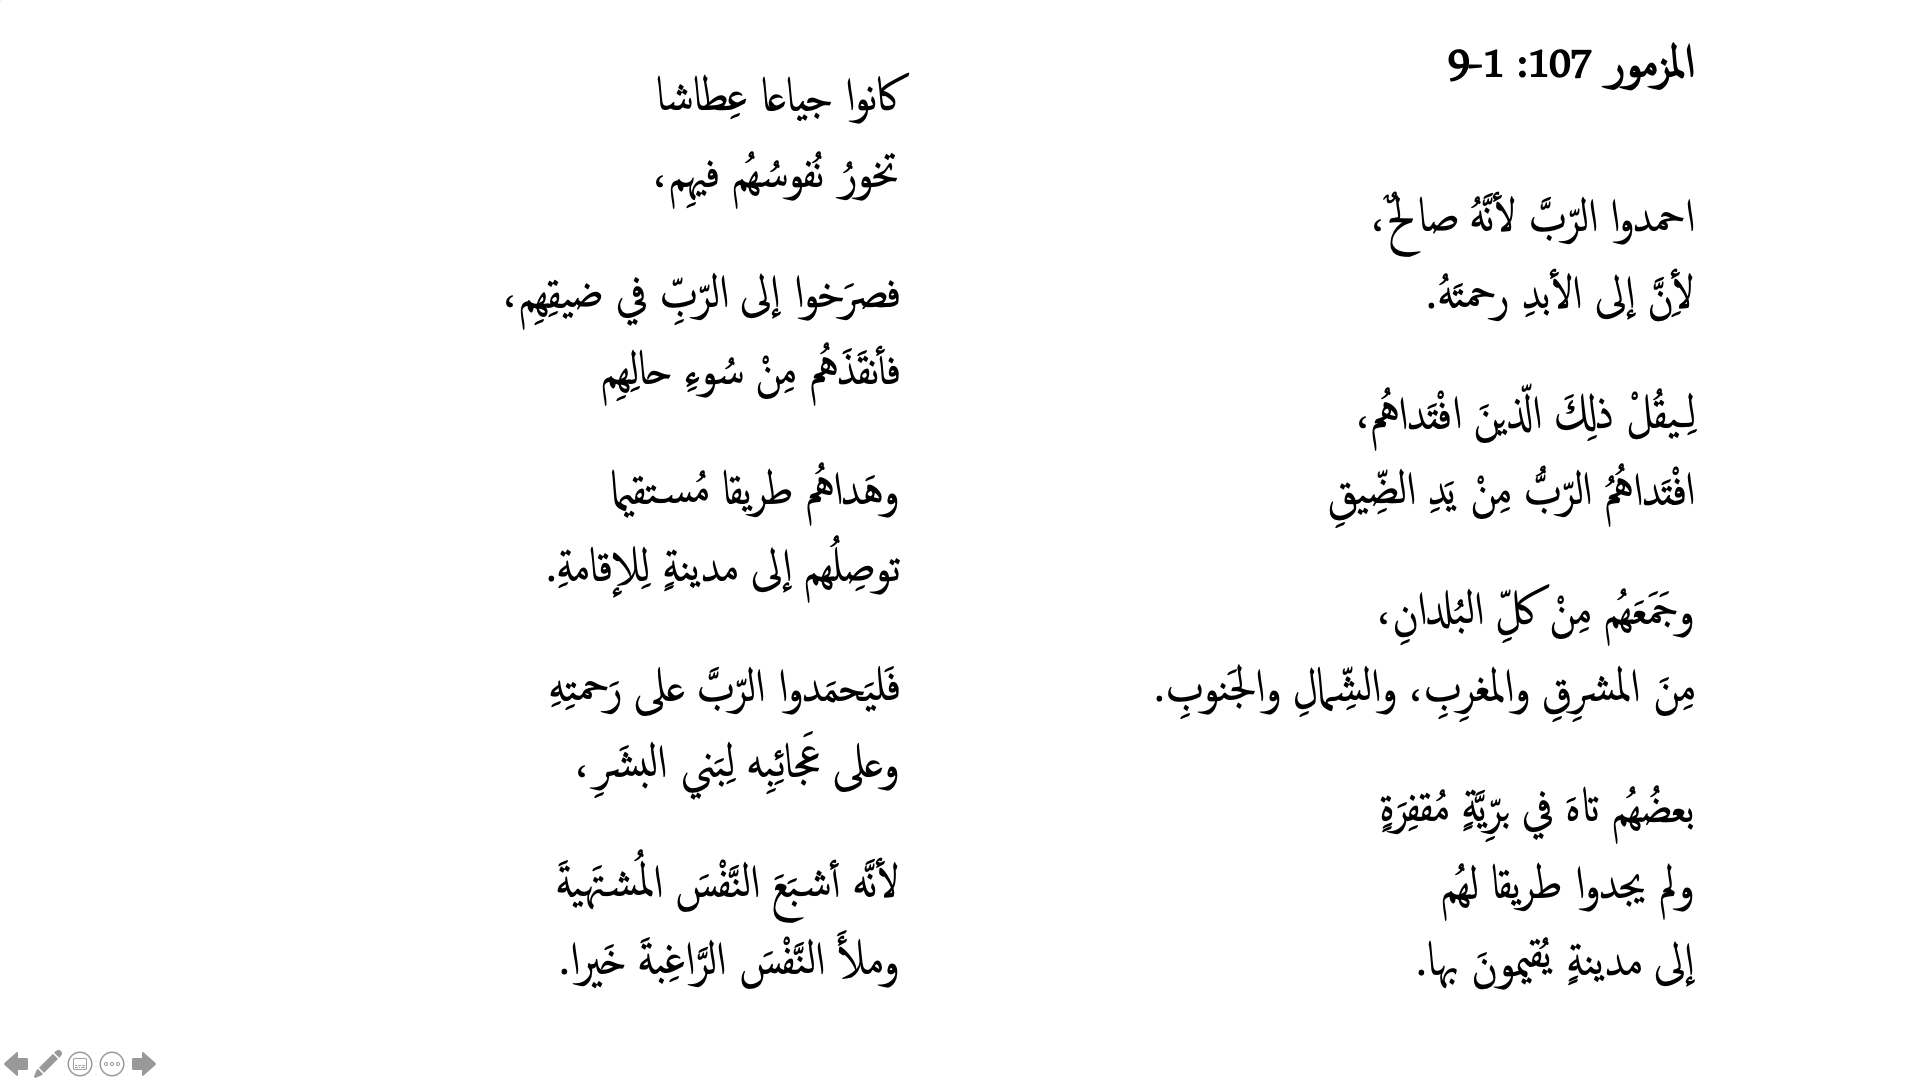 المزمور 107: 1-9
احمدوا الرّبَّ لأنَّهُ صالحٌ،
لأِنَّ إلى الأبدِ رحمتَهُ.
لِـيقُلْ ذلِكَ الّذينَ افْتَداهُم،
افْتَداهُمُ الرّبُّ مِنْ يَدِ الضِّيقِ
وجَمَعَهُم مِنْ كلِّ البُلدانِ،
مِنَ المشرِقِ والمغرِبِ، والشِّمالِ والجَنوبِ.
بعضُهُم تاهَ في برِّيَّةٍ مُقفِرَةٍ
ولم يجدوا طريقا لهُم
إلى مدينةٍ يُقيمونَ بها.
كانوا جياعا عِطاشا
تخورُ نُفوسُهُم فيهِم،
فصرَخوا إلى الرّبِّ في ضيقِهِم،
فأنقَذَهُم مِنْ سُوءِ حالِهِم
وهَداهُم طريقا مُستقيما
توصِلُهم إلى مدينةٍ لِلإقامةِ.
فَليَحمَدوا الرّبَّ على رَحمتِهِ
وعلى عَجائِبِه لِبَني البشَرِ،
لأنَّه أشبَعَ النَّفْسَ المُشتَهيةَ
وملأَ النَّفْسَ الرَّاغِبةَ خَيرا.